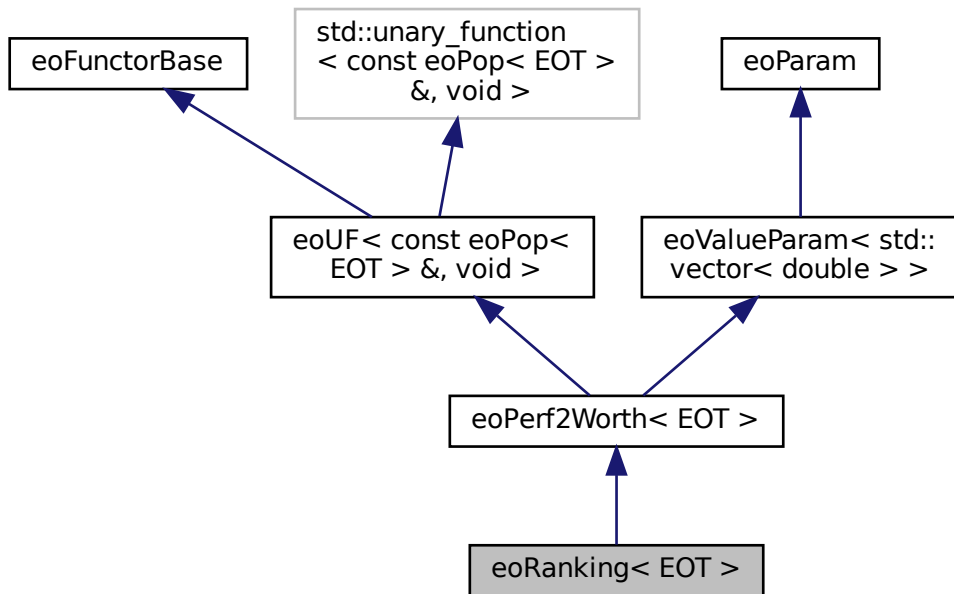 eoFunctorBase
std::unary_function
< const eoPop< EOT >
&, void >
eoParam
eoUF< const eoPop<
EOT > &, void >
eoValueParam< std::
vector< double > >
eoPerf2Worth< EOT >
eoRanking< EOT >